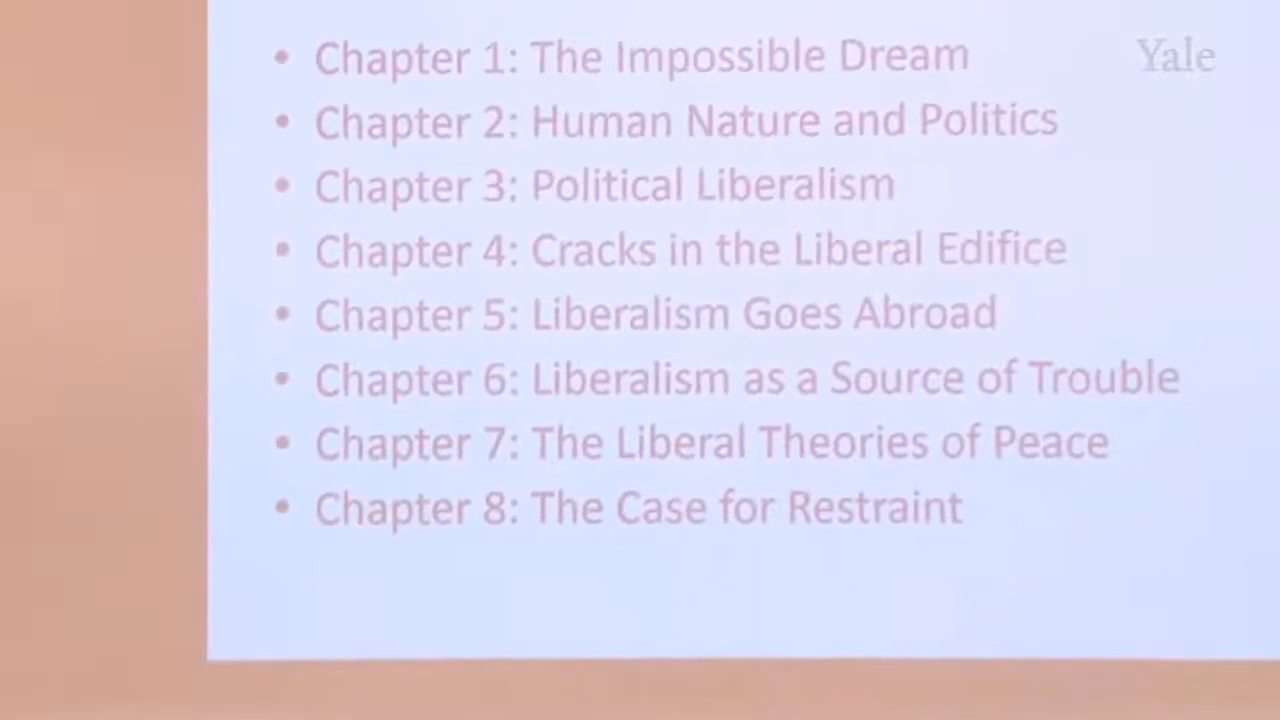 • Chapter 1: The Impossible Dream
Yale
• Chapter 2: Human Nature and Politics
• Chapter 3: Political Liberalism
• Chapter 4: Cracks in the Liberal Edifice
• Chapter 5: Liberalism Goes Abroad
• Chapter 6: Liberalism as a Source of Trouble
• Chapter 7: The Liberal Theories of Peace
• Chapter 8: The Case for Restraint